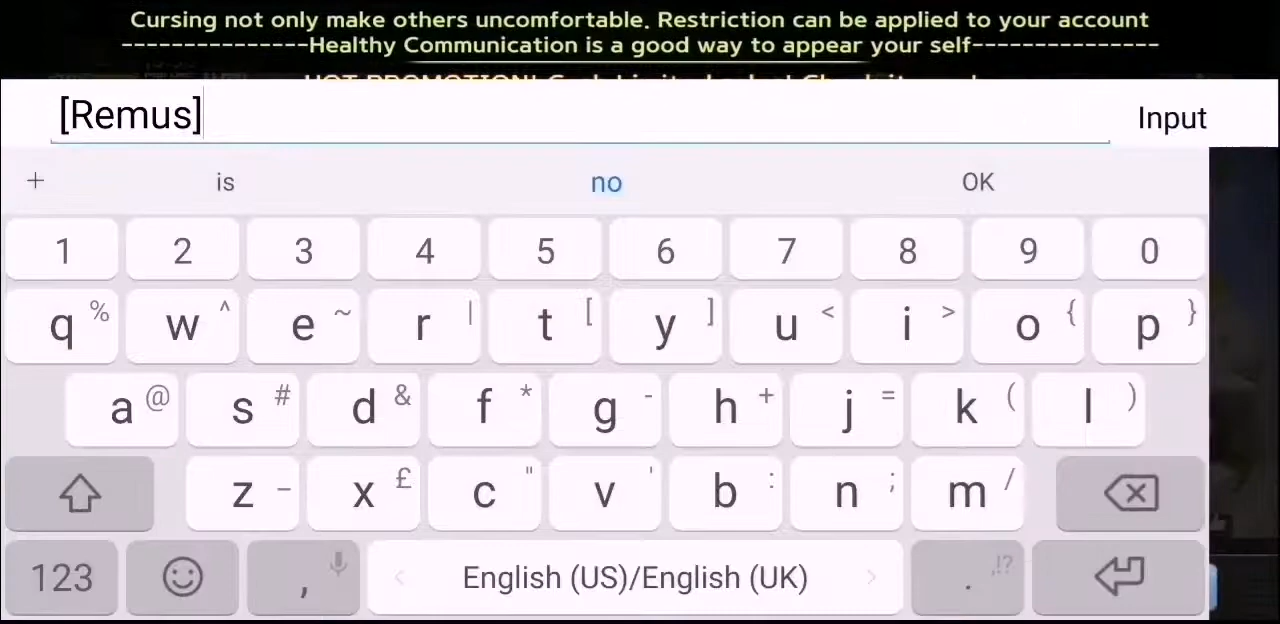 Cursing not only make others uncomfortable. Restriction can be applied to your account
---------------Healthy Communication is a good way to appear your self---------------
HOT PROMOTION!
[Remus] Input
+ is no OK
1 2 3 4 5 6 7 8 9 0
q % w ^ e ~ r | t [ y ] u < i > o { p }
a @ s # d & f * g - h + j = k ( l )
z _ x £ c " v ' b : n ; m /
123 , < English (US)/English (UK) > . ,!?